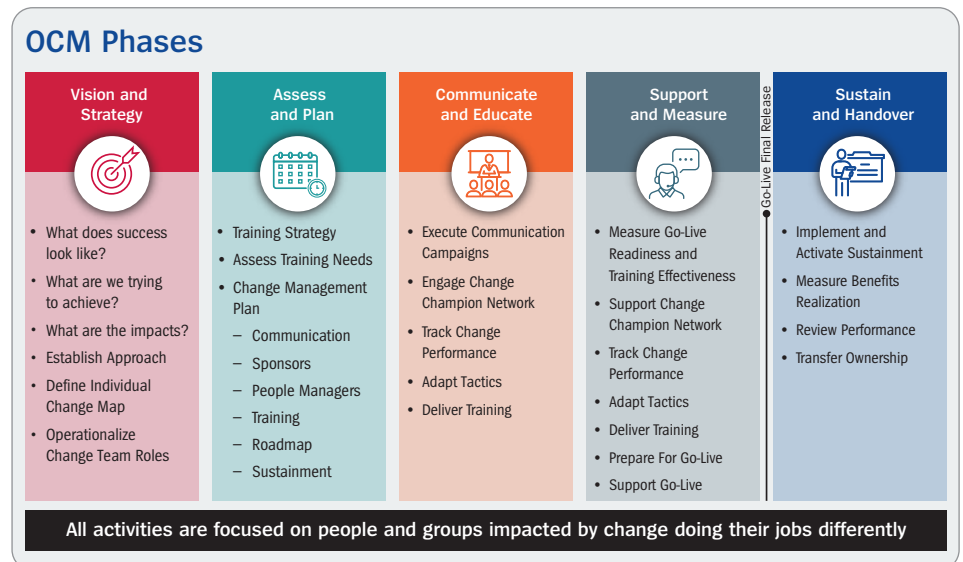 OCM Phases
Vision and
Strategy
• What does success
look like?
• What are we trying
to achieve?
• What are the impacts?
• Establish Approach
• Define Individual
Change Map
• Operationalize
Change Team Roles
Assess
and Plan
• Training Strategy
• Assess Training Needs
• Change Management
Plan
– Communication
– Sponsors
– People Managers
– Training
– Roadmap
– Sustainment
Communicate
and Educate
• Execute Communication
Campaigns
• Engage Change
Champion Network
• Track Change
Performance
• Adapt Tactics
• Deliver Training
Support
and Measure
• Measure Go-Live
Readiness and
Training Effectiveness
• Support Change
Champion Network
• Track Change
Performance
• Adapt Tactics
• Deliver Training
• Prepare For Go-Live
• Support Go-Live
Go-Live Final Release
Sustain
and Handover
• Implement and
Activate Sustainment
• Measure Benefits
Realization
• Review Performance
• Transfer Ownership
All activities are focused on people and groups impacted by change doing their jobs differently